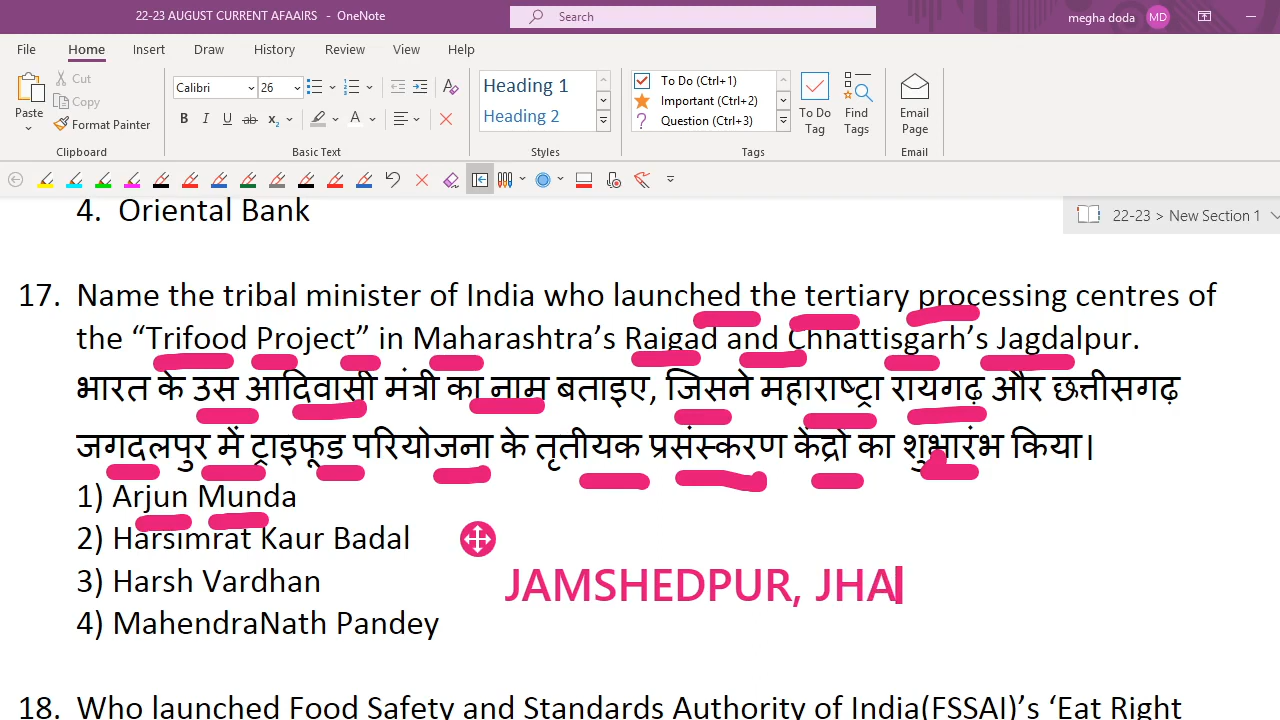 22-23 AUGUST CURRENT AFAAIRS - OneNote
Search
megha doda MD
File Home Insert Draw History Review View Help
Paste
Cut
Copy
Format Painter
Clipboard
Calibri 26
B I U ab x₂ A
Basic Text
Heading 1
Heading 2
Styles
To Do (Ctrl+1)
Important (Ctrl+2)
? Question (Ctrl+3)
To Do Tag
Find Tags
Tags
Email Page
Email
22-23 > New Section 1
4. Oriental Bank
17. Name the tribal minister of India who launched the tertiary processing centres of
the “Trifood Project” in Maharashtra’s Raigad and Chhattisgarh’s Jagdalpur.
भारत के उस आदिवासी मंत्री का नाम बताइए, जिसने महाराष्ट्रा रायगढ़ और छत्तीसगढ़
जगदलपुर में ट्राइफूड परियोजना के तृतीयक प्रसंस्करण केंद्रो का शुभारंभ किया।
1) Arjun Munda
2) Harsimrat Kaur Badal
3) Harsh Vardhan
JAMSHEDPUR, JHA
4) MahendraNath Pandey
18. Who launched Food Safety and Standards Authority of India(FSSAI)’s ‘Eat Right